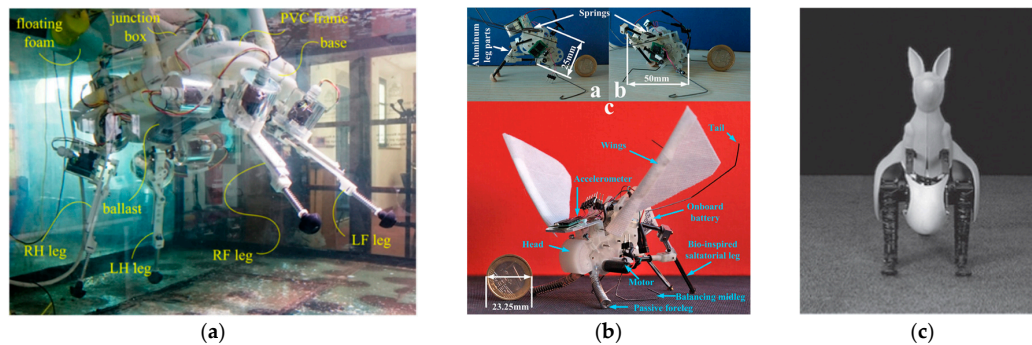 floating
foam
junction
box
PVC frame
base
ballast
RH leg
LH leg
RF leg
LF leg
(a)
Springs
Aluminum
leg parts
25mm
50mm
a
b
c
Tail
Wings
Accelerometer
Onboard
battery
Head
Bio-inspired
saltatorial leg
Motor
Balancing midleg
23.25mm
Passive foreleg
(b)
(c)